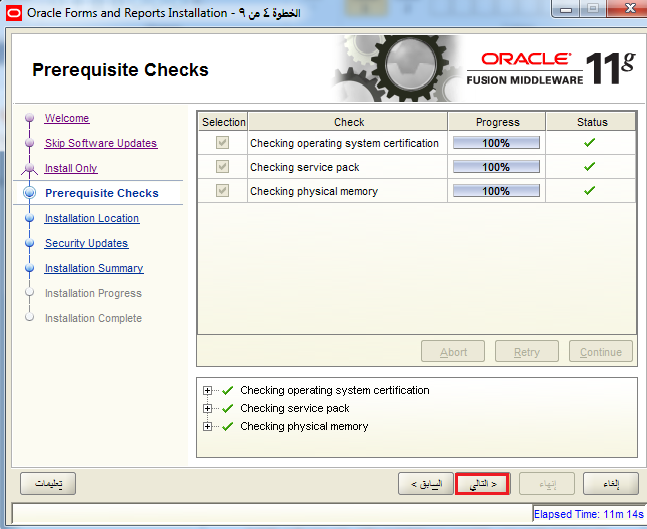 Oracle Forms and Reports Installation - الخطوة ٤ من ٩
Prerequisite Checks
ORACLE
FUSION MIDDLEWARE 11g
Welcome
Skip Software Updates
Install Only
Prerequisite Checks
Installation Location
Security Updates
Installation Summary
Installation Progress
Installation Complete
Selection Check Progress Status
Checking operating system certification 100%
Checking service pack 100%
Checking physical memory 100%
Abort Retry Continue
Checking operating system certification
Checking service pack
Checking physical memory
تعليمات < السابق التالي > إنهاء إلغاء
Elapsed Time: 11m 14s